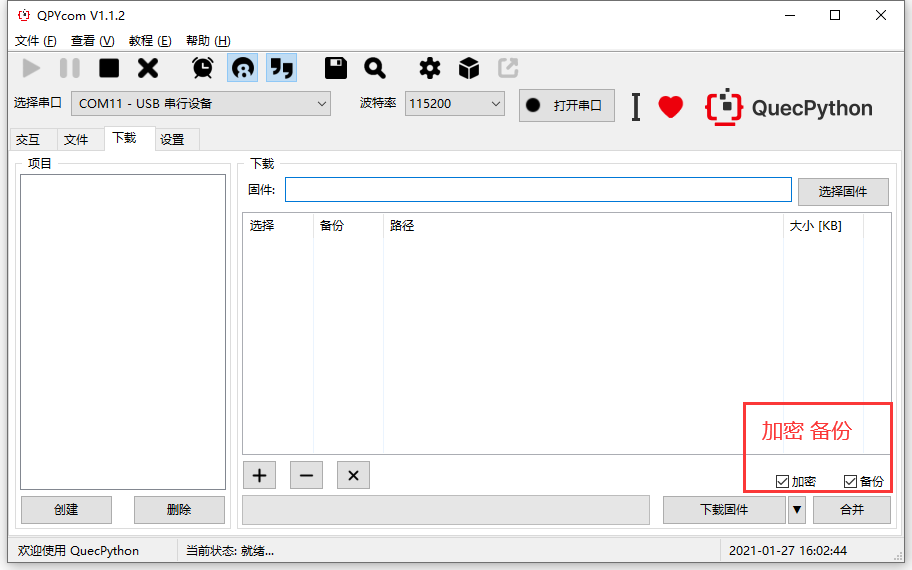 QPYcom V1.1.2
文件 (F) 查看 (V) 教程 (E) 帮助 (H)
选择串口 COM11 - USB 串行设备 波特率 115200 打开串口 QuecPython
交互 文件 下载 设置
项目 下载
固件: 选择固件
选择 备份 路径 大小 [KB]
加密 备份
加密 备份
创建 删除 下载固件 合并
欢迎使用 QuecPython 当前状态: 就绪... 2021-01-27 16:02:44